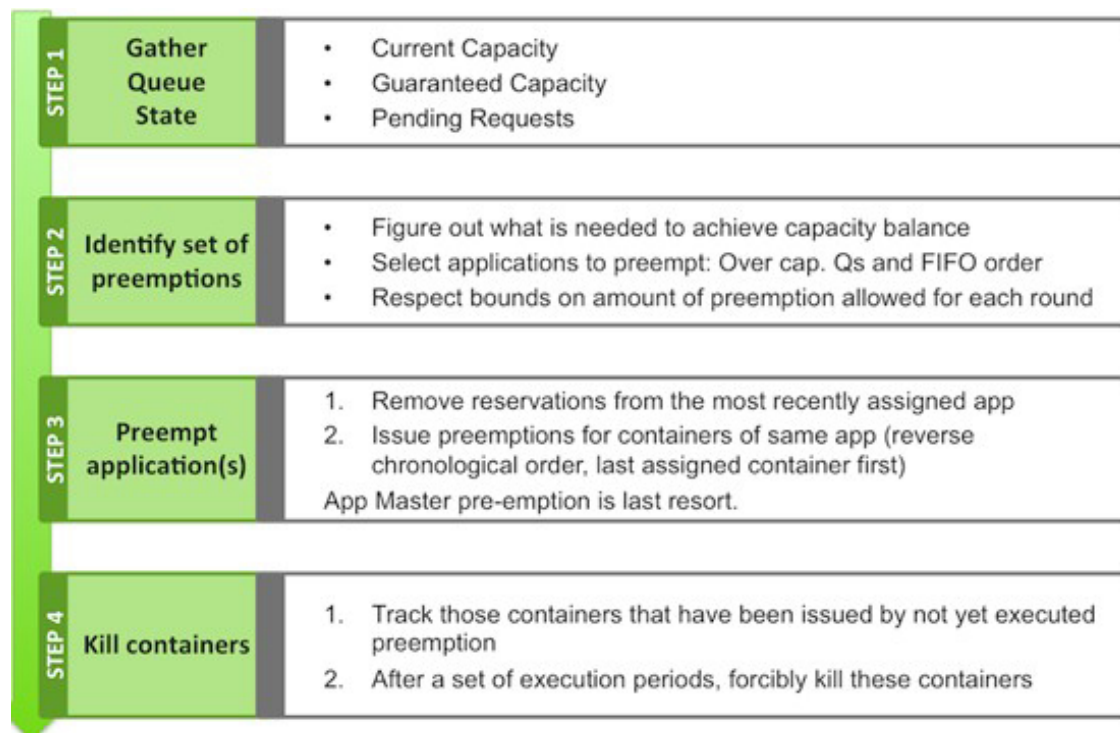 STEP 1
Gather
Queue
State
• Current Capacity
• Guaranteed Capacity
• Pending Requests
STEP 2
Identify set of
preemptions
• Figure out what is needed to achieve capacity balance
• Select applications to preempt: Over cap. Qs and FIFO order
• Respect bounds on amount of preemption allowed for each round
STEP 3
Preempt
application(s)
1. Remove reservations from the most recently assigned app
2. Issue preemptions for containers of same app (reverse
chronological order, last assigned container first)
App Master pre-emption is last resort.
STEP 4
Kill containers
1. Track those containers that have been issued by not yet executed
preemption
2. After a set of execution periods, forcibly kill these containers